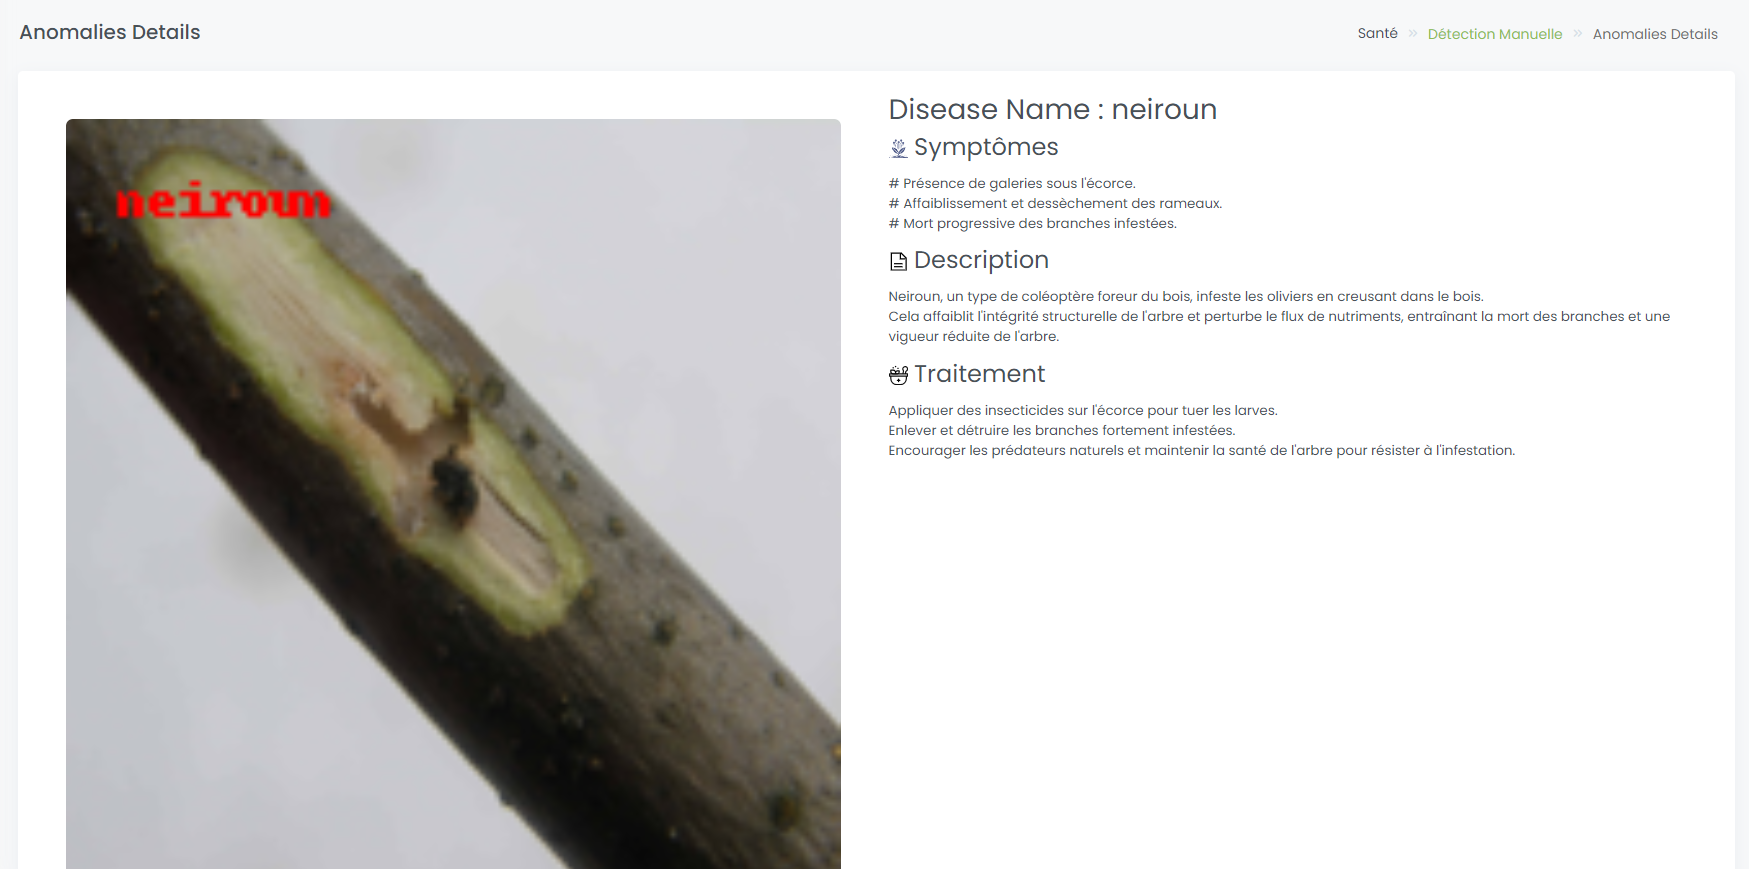 Anomalies Details
Santé » Détection Manuelle » Anomalies Details
neiroun
Disease Name : neiroun
Symptômes
# Présence de galeries sous l'écorce.
# Affaiblissement et dessèchement des rameaux.
# Mort progressive des branches infestées.
Description
Neiroun, un type de coléoptère foreur du bois, infeste les oliviers en creusant dans le bois.
Cela affaiblit l'intégrité structurelle de l'arbre et perturbe le flux de nutriments, entraînant la mort des branches et une
vigueur réduite de l'arbre.
Traitement
Appliquer des insecticides sur l'écorce pour tuer les larves.
Enlever et détruire les branches fortement infestées.
Encourager les prédateurs naturels et maintenir la santé de l'arbre pour résister à l'infestation.